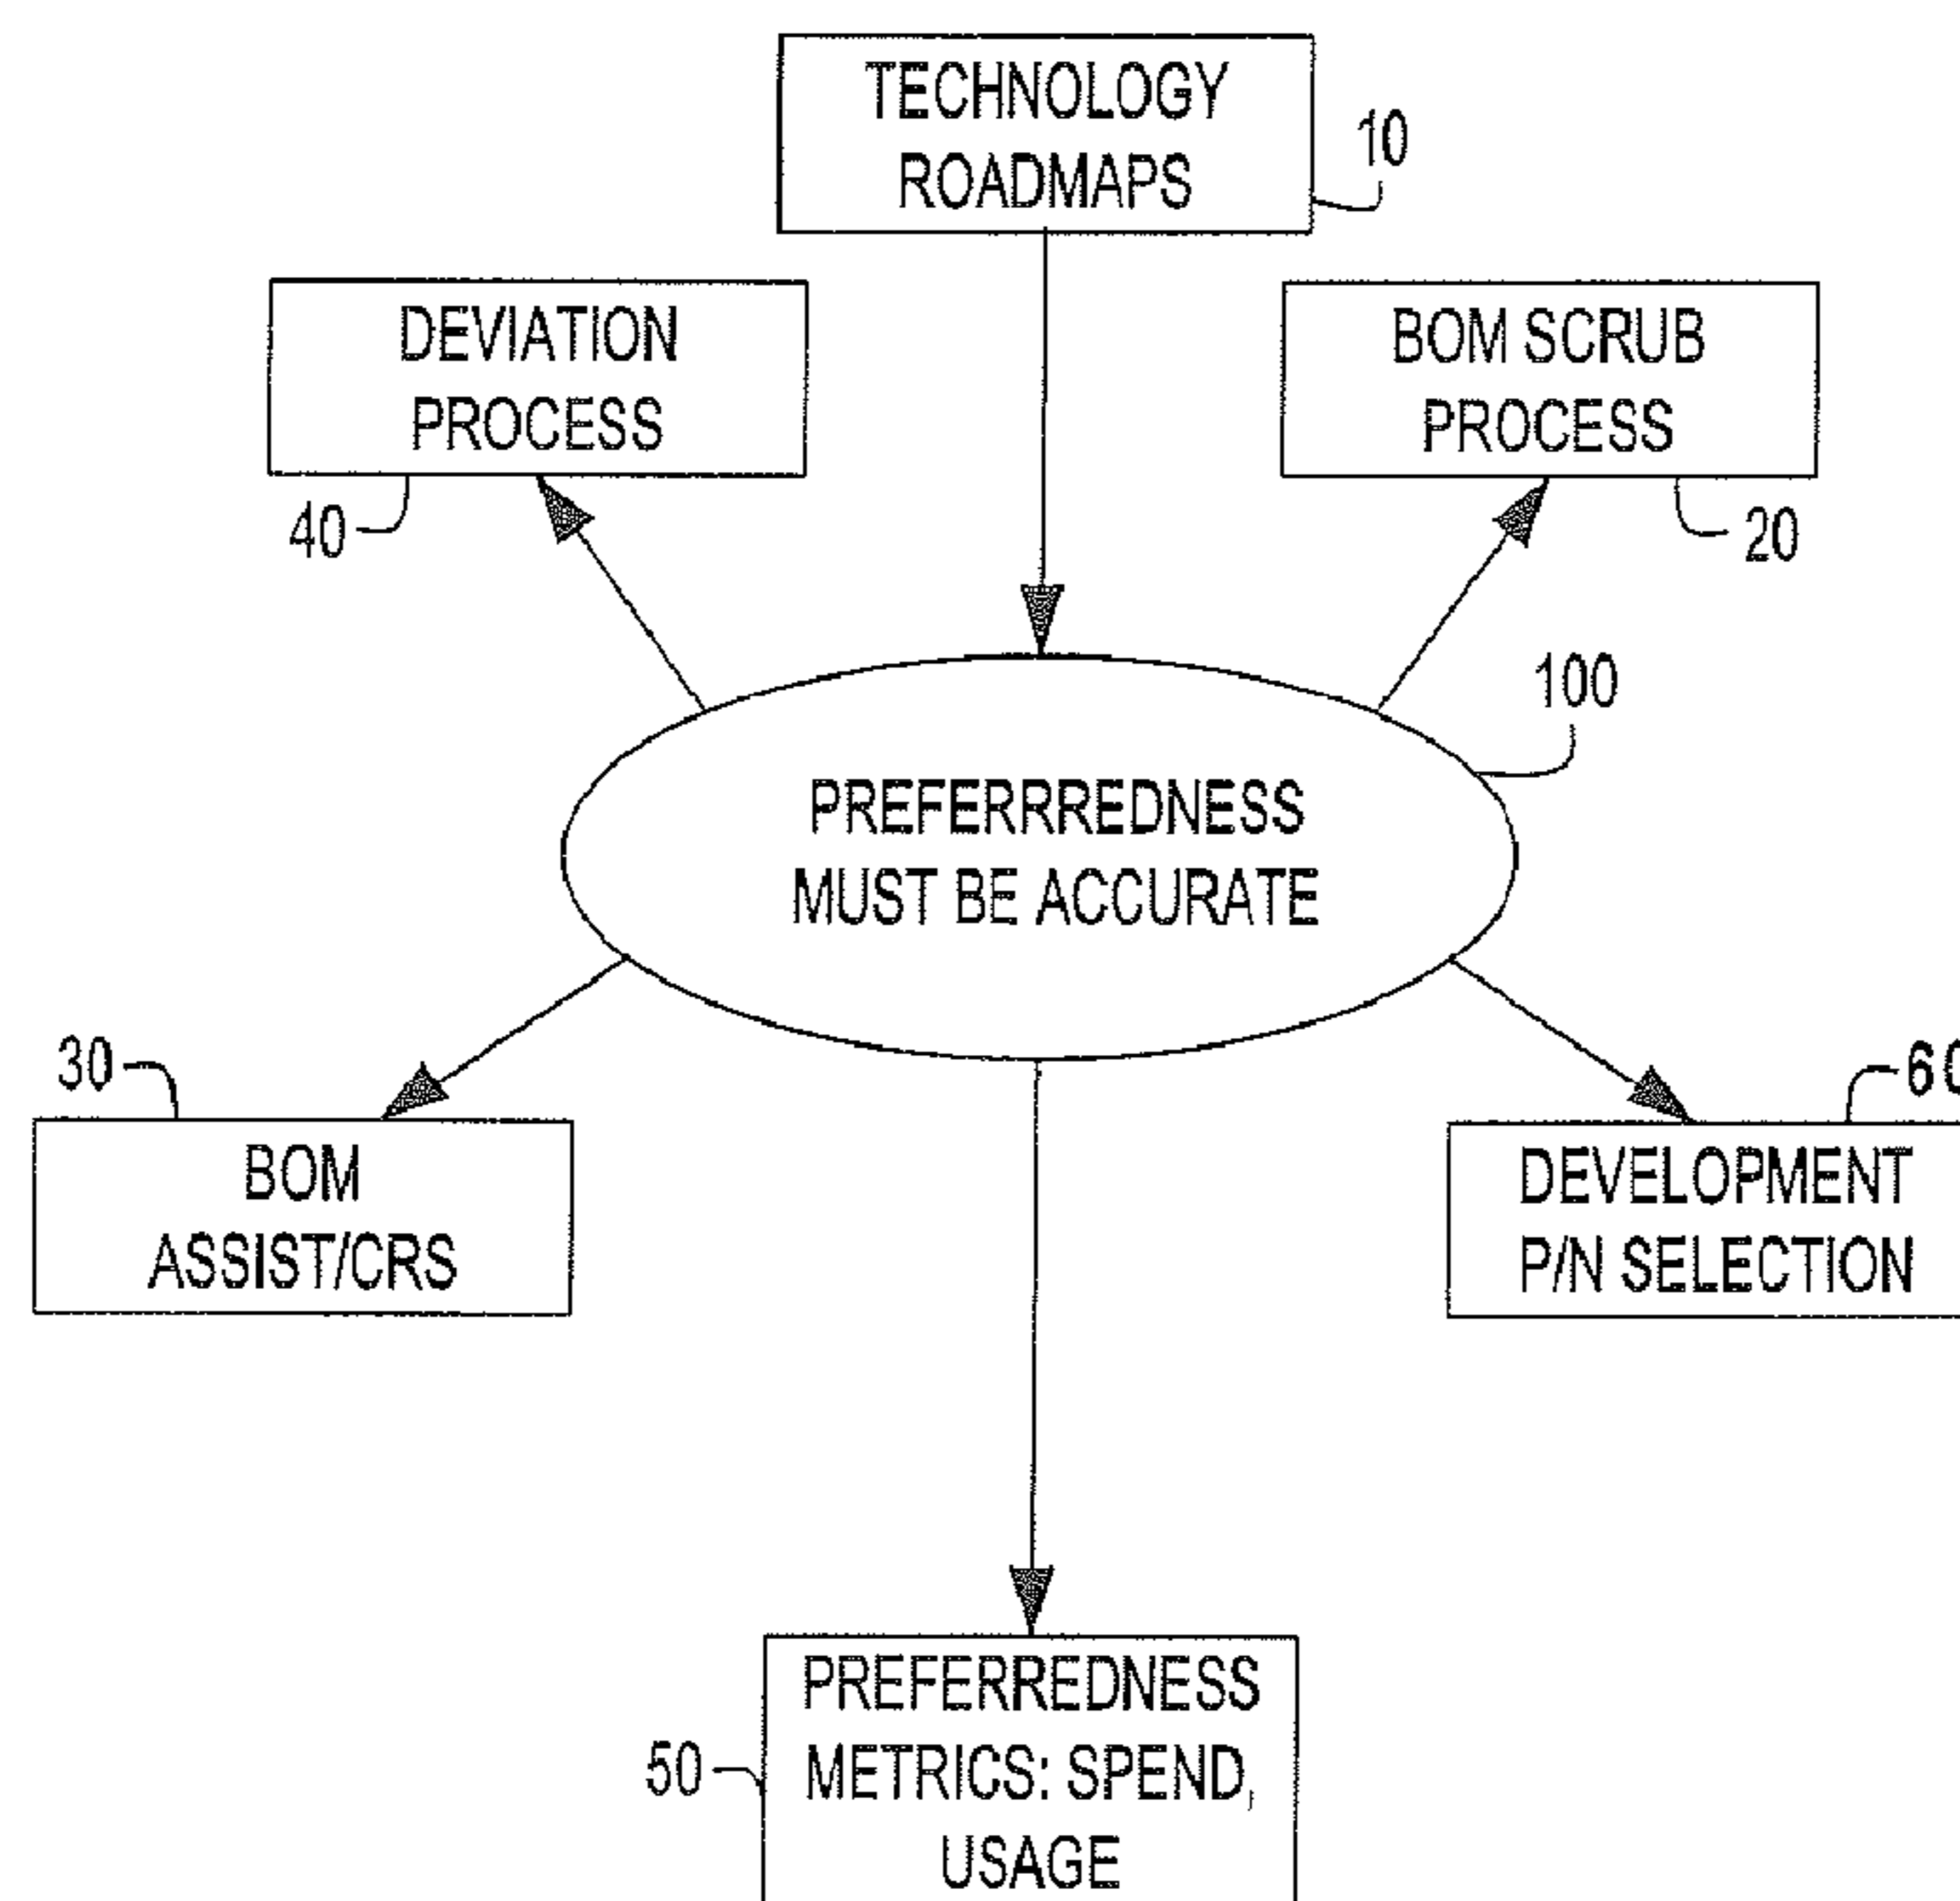 TECHNOLOGY
ROADMAPS
10
DEVIATION
PROCESS
40
BOM SCRUB
PROCESS
20
100
PREFERRREDNESS
MUST BE ACCURATE
30
BOM
ASSIST/CRS
60
DEVELOPMENT
P/N SELECTION
50
PREFERREDNESS
METRICS: SPEND,
USAGE